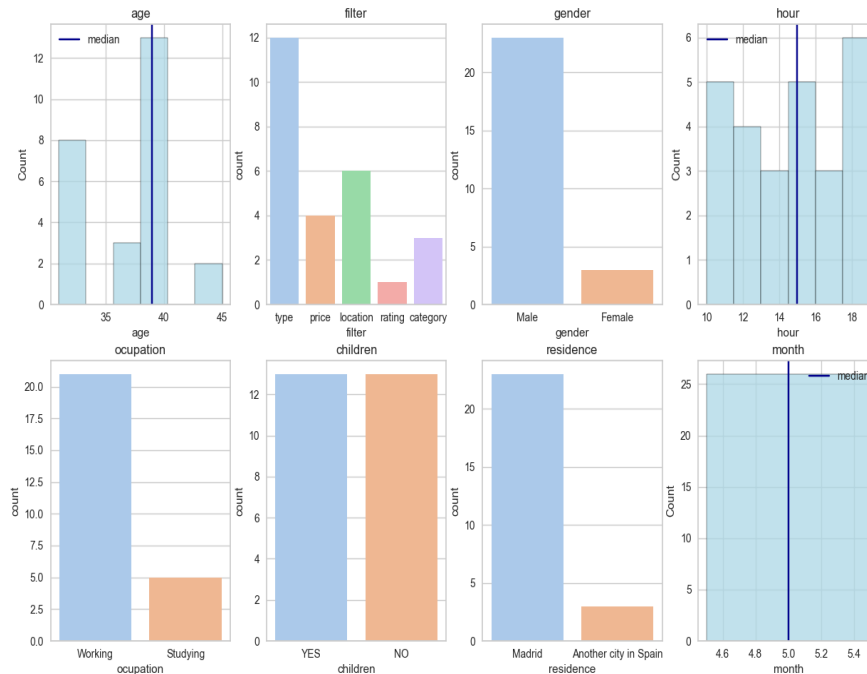 age
filter
gender
hour
median
median
Count
count
count
Count
12
10
8
6
4
2
0
12
10
8
6
4
2
0
20
15
10
5
0
6
5
4
3
2
1
0
35 40 45
type price location rating category
Male Female
10 12 14 16 18
age
filter
gender
hour
ocupation
children
residence
month
median
count
count
count
Count
20.0
17.5
15.0
12.5
10.0
7.5
5.0
2.5
0.0
12
10
8
6
4
2
0
20
15
10
5
0
25
20
15
10
5
0
Working Studying
YES NO
Madrid Another city in Spain
4.6 4.8 5.0 5.2 5.4
ocupation
children
residence
month